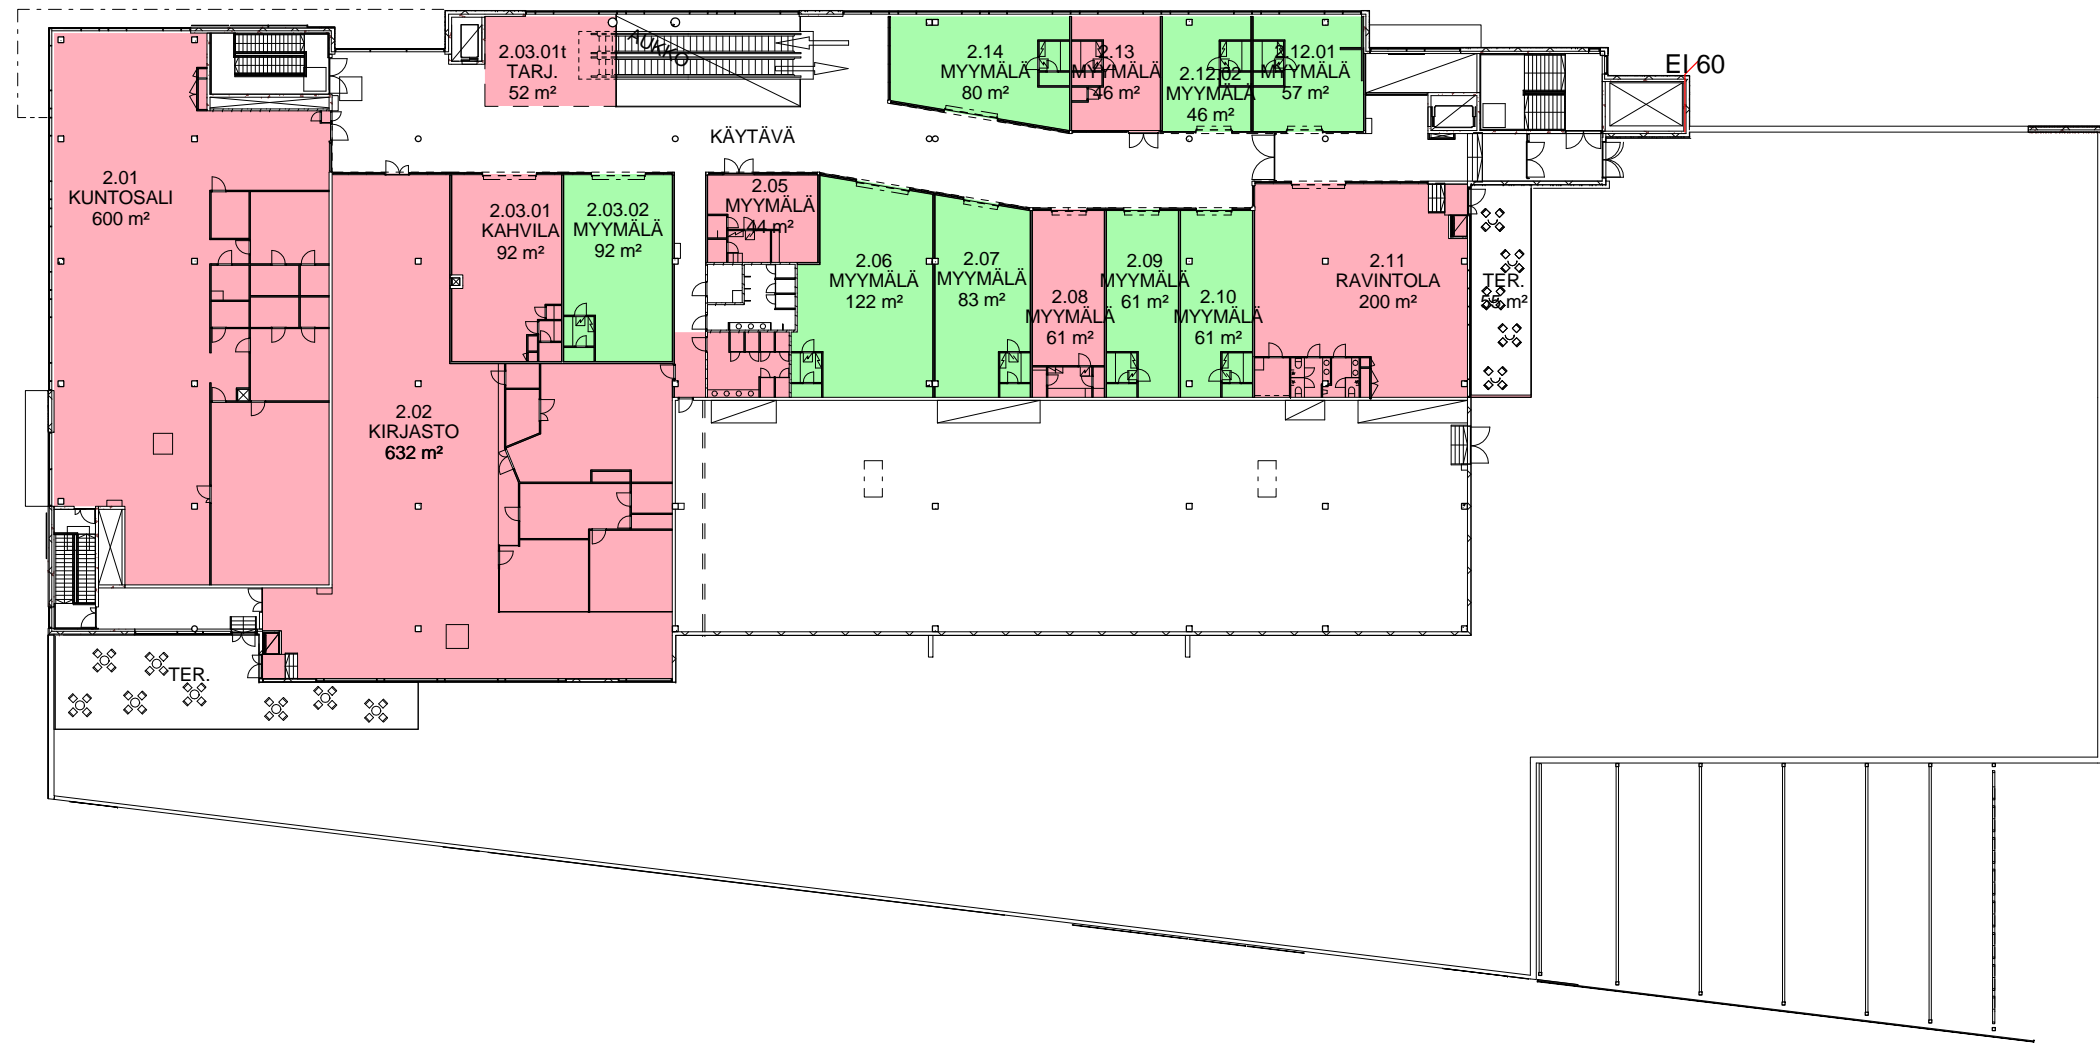 2.03.01t
TARJ.
52 m²
AUKKO
2.14
MYYMÄLÄ
80 m²
2.13
MYYMÄLÄ
46 m²
2.12.02
MYYMÄLÄ
46 m²
2.12.01
MYYMÄLÄ
57 m²
EI 60
KÄYTÄVÄ
2.01
KUNTOSALI
600 m²
2.03.01
KAHVILA
92 m²
2.03.02
MYYMÄLÄ
92 m²
2.05
MYYMÄLÄ
44 m²
2.06
MYYMÄLÄ
122 m²
2.07
MYYMÄLÄ
83 m²
2.08
MYYMÄLÄ
61 m²
2.09
MYYMÄLÄ
61 m²
2.10
MYYMÄLÄ
61 m²
2.11
RAVINTOLA
200 m²
TER.
55 m²
2.02
KIRJASTO
632 m²
TER.